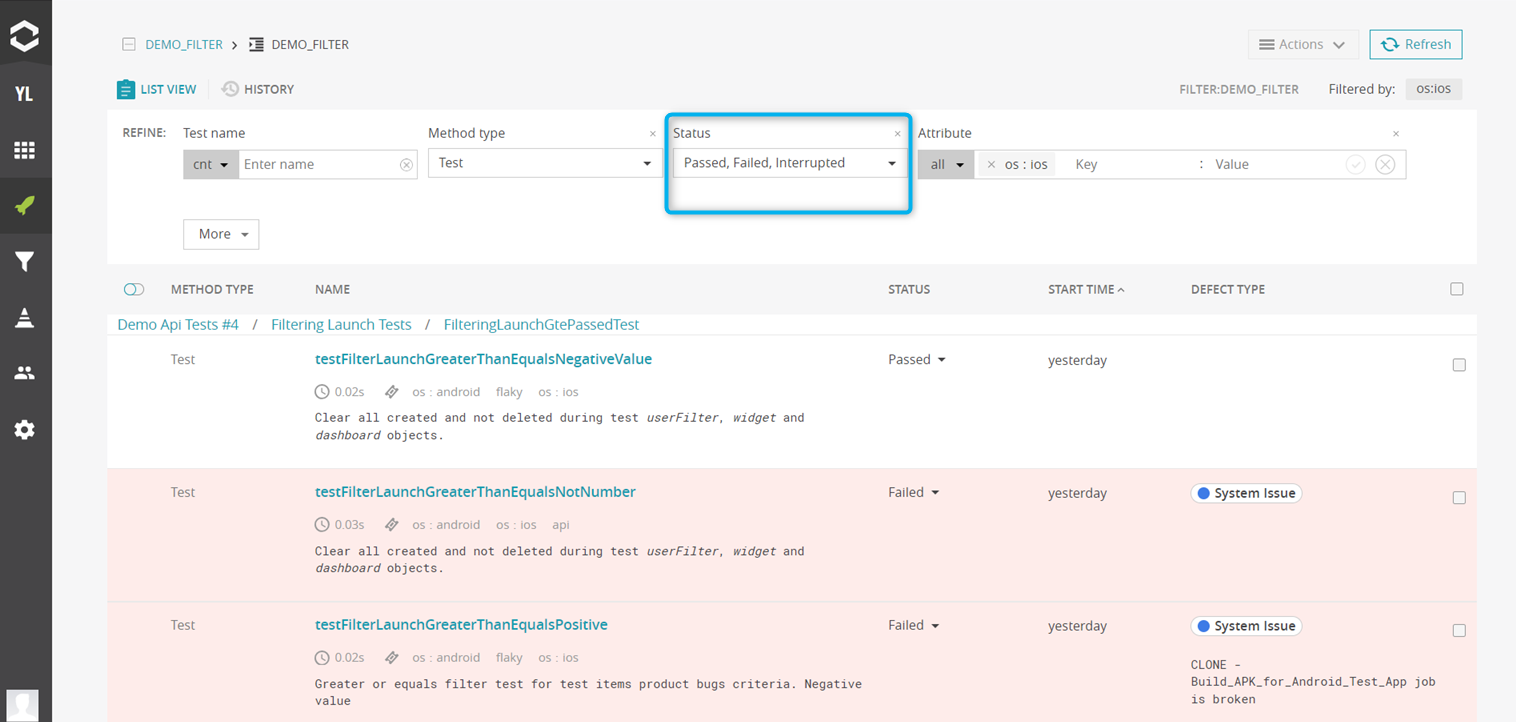 DEMO_FILTER DEMO_FILTER Actions Refresh
YL
LIST VIEW HISTORY FILTER:DEMO_FILTER Filtered by: os:ios
REFINE: Test name Method type × Status × Attribute ×
cnt Enter name Test Passed, Failed, Interrupted all × os : ios Key : Value
More
METHOD TYPE NAME STATUS START TIME DEFECT TYPE
Demo Api Tests #4 / Filtering Launch Tests / FilteringLaunchGtePassedTest
Test testFilterLaunchGreaterThanEqualsNegativeValue Passed yesterday
0.02s os : android flaky os : ios
Clear all created and not deleted during test userFilter, widget and
dashboard objects.
Test testFilterLaunchGreaterThanEqualsNotNumber Failed yesterday System Issue
0.03s os : android os : ios api
Clear all created and not deleted during test userFilter, widget and
dashboard objects.
Test testFilterLaunchGreaterThanEqualsPositive Failed yesterday System Issue
0.02s os : android flaky os : ios
Greater or equals filter test for test items product bugs criteria. Negative
value
CLONE -
Build_APK_for_Android_Test_App job
is broken